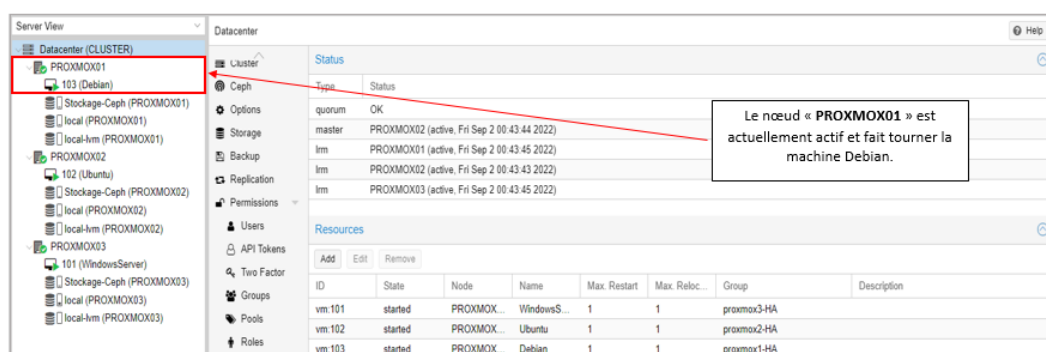 Server View
Datacenter (CLUSTER)
PROXMOX01
103 (Debian)
Stockage-Ceph (PROXMOX01)
local (PROXMOX01)
local-lvm (PROXMOX01)
PROXMOX02
102 (Ubuntu)
Stockage-Ceph (PROXMOX02)
local (PROXMOX02)
local-lvm (PROXMOX02)
PROXMOX03
101 (WindowsServer)
Stockage-Ceph (PROXMOX03)
local (PROXMOX03)
local-lvm (PROXMOX03)
Datacenter
Help
Cluster
Ceph
Options
Storage
Backup
Replication
Permissions
Users
API Tokens
Two Factor
Groups
Pools
Roles
Status
Type Status
quorum OK
master PROXMOX02 (active, Fri Sep 2 00:43:44 2022)
lrm PROXMOX01 (active, Fri Sep 2 00:43:45 2022)
lrm PROXMOX02 (active, Fri Sep 2 00:43:43 2022)
lrm PROXMOX03 (active, Fri Sep 2 00:43:45 2022)
Le nœud « PROXMOX01 » est
actuellement actif et fait tourner la
machine Debian.
Resources
Add Edit Remove
ID State Node Name Max. Restart Max. Reloc... Group Description
vm:101 started PROXMOX... WindowsS... 1 1 proxmox3-HA
vm:102 started PROXMOX... Ubuntu 1 1 proxmox2-HA
vm:103 started PROXMOX... Debian 1 1 proxmox1-HA